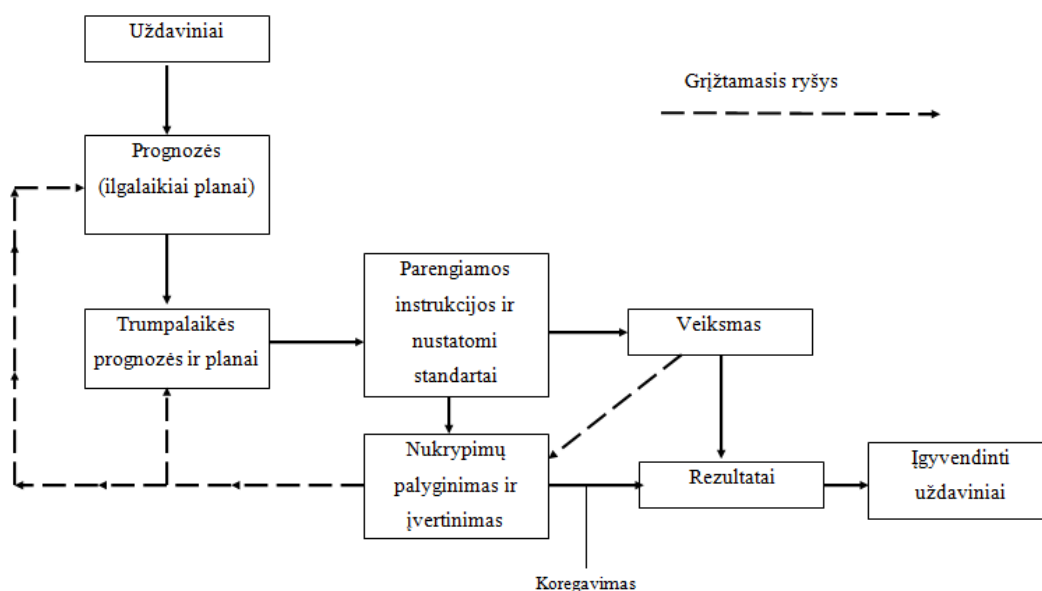 Uždaviniai
Grįžtamasis ryšys
Prognozės
(ilgalaikiai planai)
Parengiamos
instrukcijos ir
nustatomi
standartai
Trumpalaikės
prognozės ir planai
Veiksmas
Nukrypimų
palyginimas ir
įvertinimas
Rezultatai
Įgyvendinti
uždaviniai
Koregavimas